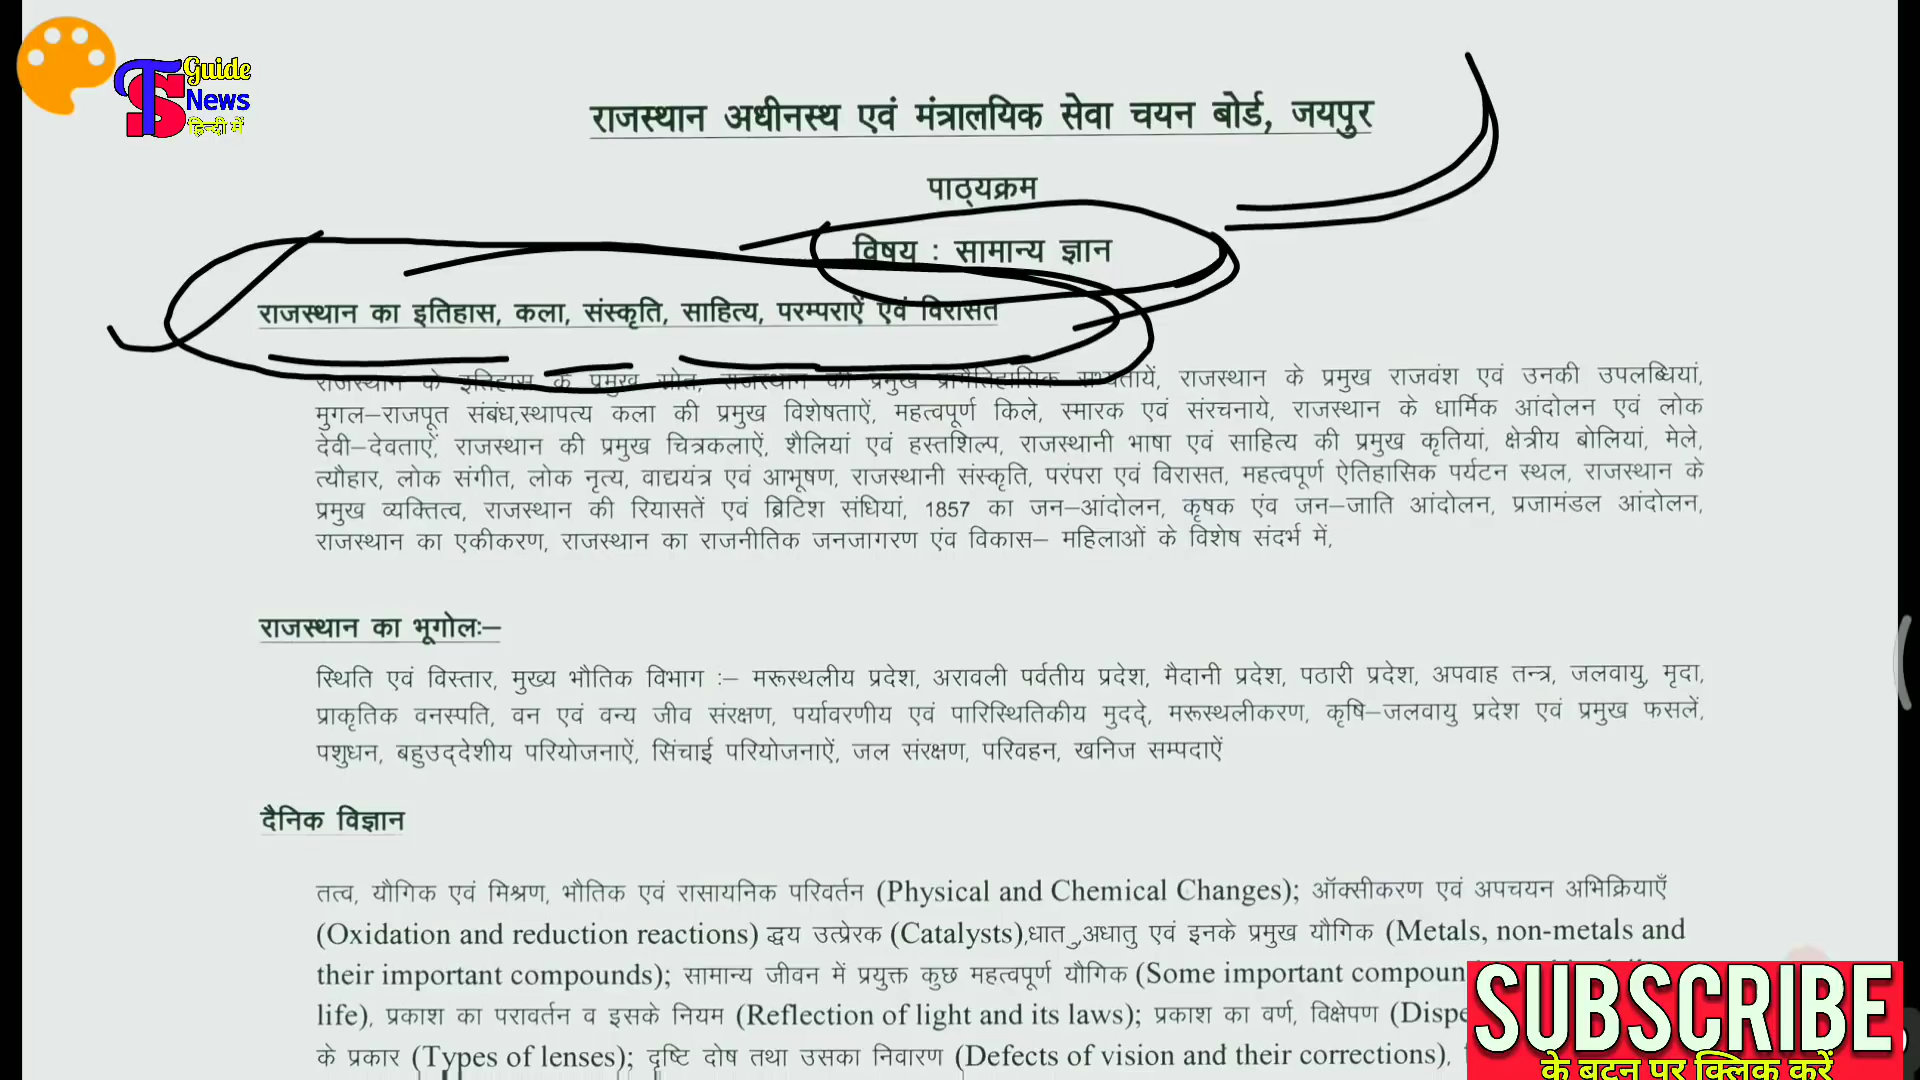 Guide
News
हिन्दी में
राजस्थान अधीनस्थ एवं मंत्रालयिक सेवा चयन बोर्ड, जयपुर
पाठ्यक्रम
विषय : सामान्य ज्ञान
राजस्थान का इतिहास, कला, संस्कृति, साहित्य, परम्पराऐं एवं विरासत
राजस्थान के इतिहास के प्रमुख स्रोत, राजस्थान की प्रमुख प्रागैतिहासिक सभ्यतायें, राजस्थान के प्रमुख राजवंश एवं उनकी उपलब्धियां,
मुगल–राजपूत संबंध,स्थापत्य कला की प्रमुख विशेषताऐं, महत्वपूर्ण किले, स्मारक एवं संरचनाये, राजस्थान के धार्मिक आंदोलन एवं लोक
देवी–देवताऐं, राजस्थान की प्रमुख चित्रकलाऐं, शैलियां एवं हस्तशिल्प, राजस्थानी भाषा एवं साहित्य की प्रमुख कृतियां, क्षेत्रीय बोलियां, मेले,
त्यौहार, लोक संगीत, लोक नृत्य, वाद्ययंत्र एवं आभूषण, राजस्थानी संस्कृति, परंपरा एवं विरासत, महत्वपूर्ण ऐतिहासिक पर्यटन स्थल, राजस्थान के
प्रमुख व्यक्तित्व, राजस्थान की रियासतें एवं ब्रिटिश संधियां, 1857 का जन–आंदोलन, कृषक एंव जन–जाति आंदोलन, प्रजामंडल आंदोलन,
राजस्थान का एकीकरण, राजस्थान का राजनीतिक जनजागरण एंव विकास– महिलाओं के विशेष संदर्भ में,
राजस्थान का भूगोलः–
स्थिति एवं विस्तार, मुख्य भौतिक विभाग :– मरूस्थलीय प्रदेश, अरावली पर्वतीय प्रदेश, मैदानी प्रदेश, पठारी प्रदेश, अपवाह तन्त्र, जलवायु, मृदा,
प्राकृतिक वनस्पति, वन एवं वन्य जीव संरक्षण, पर्यावरणीय एवं पारिस्थितिकीय मुददे्, मरूस्थलीकरण, कृषि–जलवायु प्रदेश एवं प्रमुख फसलें,
पशुधन, बहुउद्देशीय परियोजनाऐं, सिंचाई परियोजनाऐं, जल संरक्षण, परिवहन, खनिज सम्पदाऐं
दैनिक विज्ञान
तत्व, यौगिक एवं मिश्रण, भौतिक एवं रासायनिक परिवर्तन (Physical and Chemical Changes); ऑक्सीकरण एवं अपचयन अभिक्रियाएँ
(Oxidation and reduction reactions) द्वय उत्प्रेरक (Catalysts),धातु,अधातु एवं इनके प्रमुख यौगिक (Metals, non-metals and
their important compounds); सामान्य जीवन में प्रयुक्त कुछ महत्वपूर्ण यौगिक (Some important
life), प्रकाश का परावर्तन व इसके नियम (Reflection of light and its laws); प्रकाश का वर्ण, विक्षेपण
के प्रकार (Types of lenses); दृष्टि दोष तथा उसका निवारण (Defects of vision and their corrections),
SUBSCRIBE
के बटन पर क्लिक करें